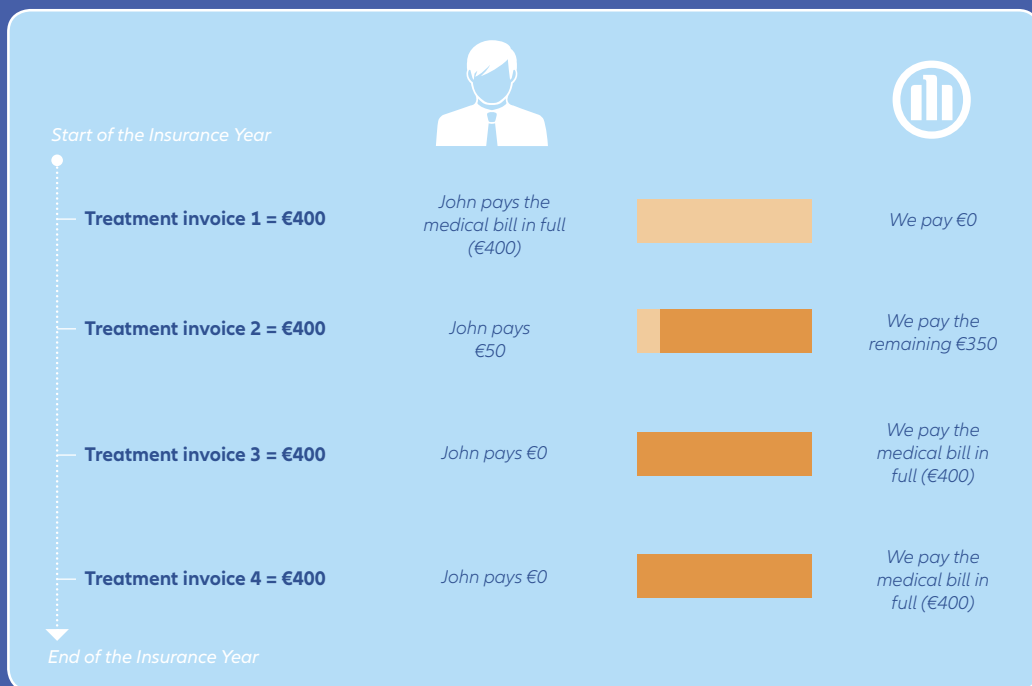 Start of the Insurance Year
Treatment invoice 1 = €400
John pays the
medical bill in full
(€400)
We pay €0
Treatment invoice 2 = €400
John pays
€50
We pay the
remaining €350
Treatment invoice 3 = €400
John pays €0
We pay the
medical bill in
full (€400)
Treatment invoice 4 = €400
John pays €0
We pay the
medical bill in
full (€400)
End of the Insurance Year